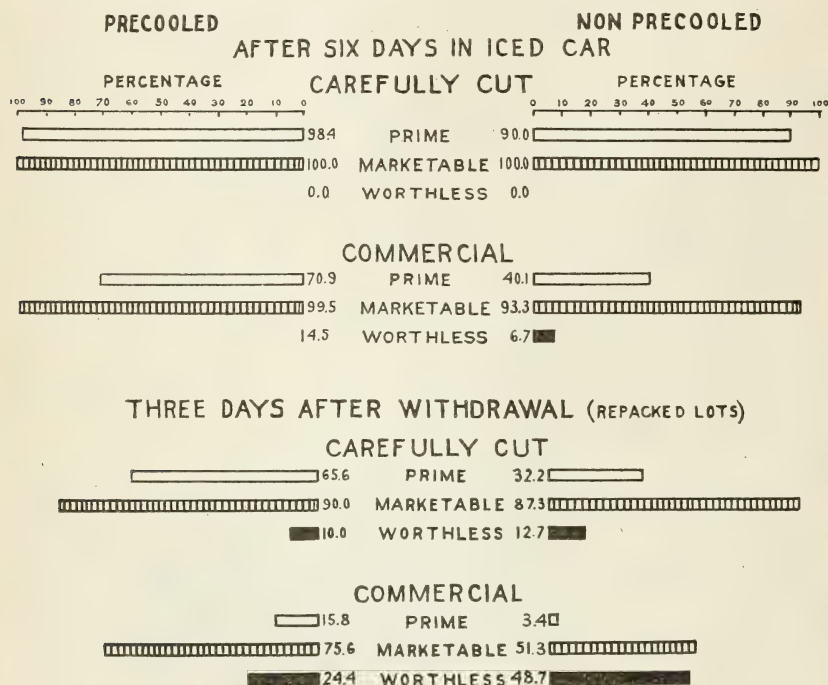 PRECOOLED NON PRECOOLED
AFTER SIX DAYS IN ICED CAR
PERCENTAGE CAREFULLY CUT PERCENTAGE
100 90 80 70 60 50 40 30 20 10 0 0 10 20 30 40 50 60 70 80 90 100
98.4 PRIME 90.0
100.0 MARKETABLE 100.0
0.0 WORTHLESS 0.0
COMMERCIAL
70.9 PRIME 40.1
99.5 MARKETABLE 93.3
14.5 WORTHLESS 6.7
THREE DAYS AFTER WITHDRAWAL (REPACKED LOTS)
CAREFULLY CUT
65.6 PRIME 32.2
90.0 MARKETABLE 87.3
10.0 WORTHLESS 12.7
COMMERCIAL
15.8 PRIME 3.4
75.6 MARKETABLE 51.3
24.4 WORTHLESS 48.7